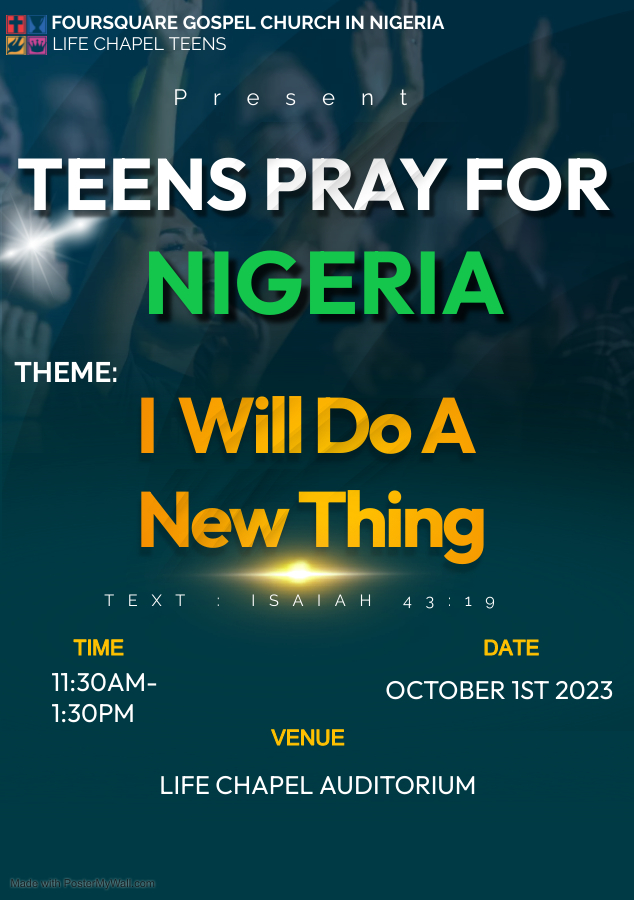 FOURSQUARE GOSPEL CHURCH IN NIGERIA
LIFE CHAPEL TEENS
Present
TEENS PRAY FOR
NIGERIA
THEME:
I Will Do A
New Thing
TEXT : ISAIAH 43:19
TIME
11:30AM-
1:30PM
DATE
OCTOBER 1ST 2023
VENUE
LIFE CHAPEL AUDITORIUM
Made with PosterMyWall.com